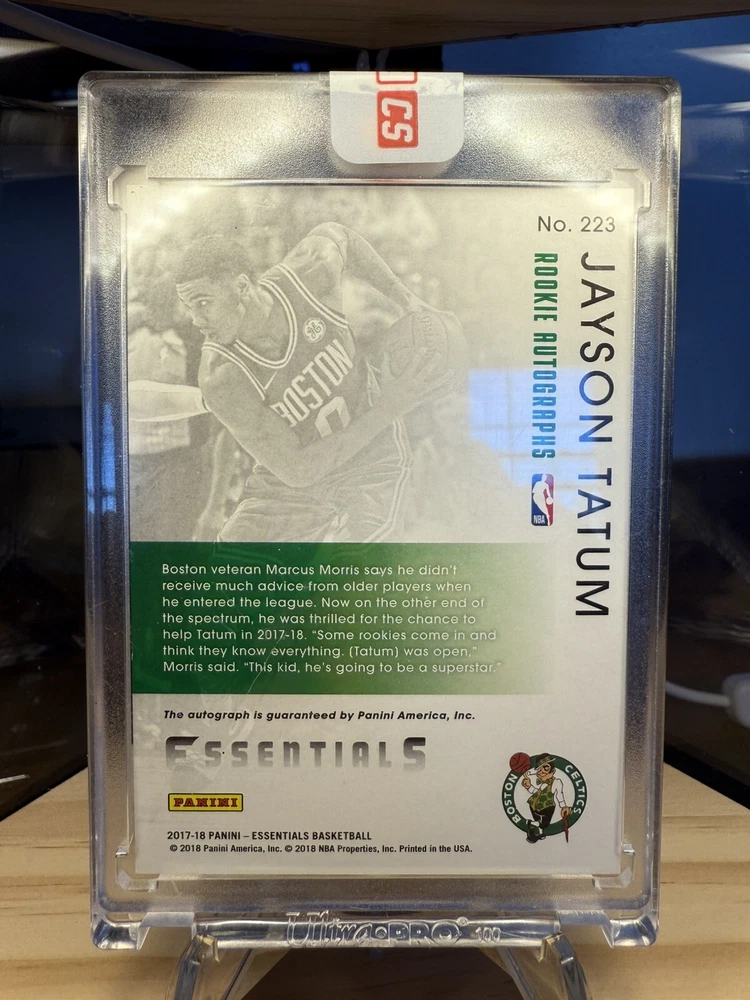 CS
No. 223
JAYSON TATUM
ROOKIE AUTOGRAPHS
NBA
BOSTON
0
Boston veteran Marcus Morris says he didn't
receive much advice from older players when
he entered the league. Now on the other end of
the spectrum, he was thrilled for the chance to
help Tatum in 2017-18. "Some rookies come in and
think they know everything. (Tatum) was open,"
Morris said. "This kid, he's going to be a superstar."
The autograph is guaranteed by Panini America, Inc.
ESSENTIALS
PANINI
BOSTON CELTICS
2017-18 PANINI – ESSENTIALS BASKETBALL
© 2018 Panini America, Inc. © 2018 NBA Properties, Inc. Printed in the USA.
Ultra•PRO® 100